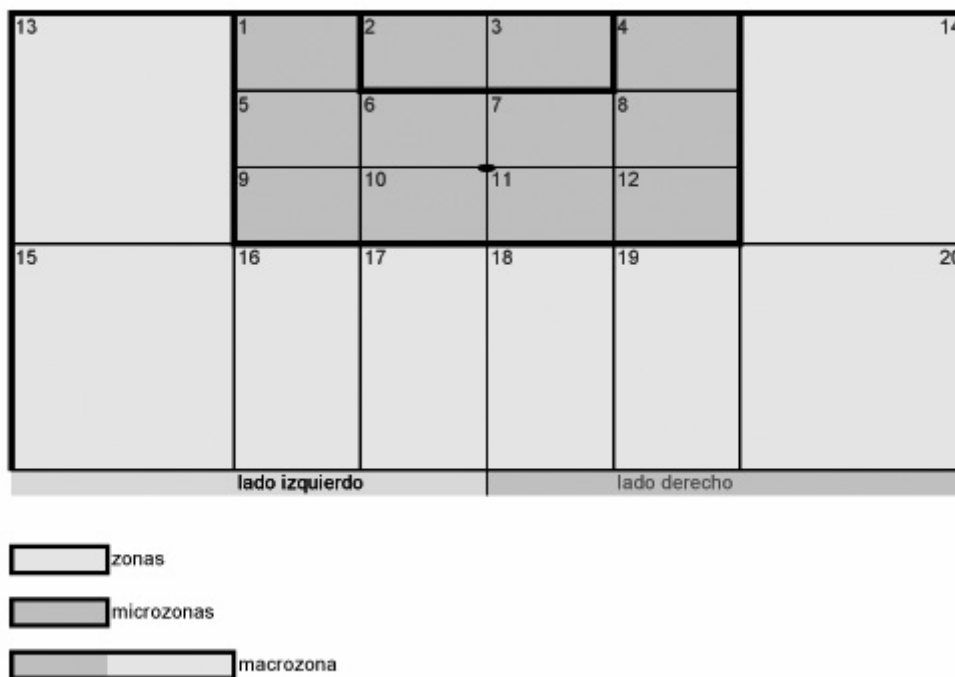 13 1 2 3 4 14
5 6 7 8
9 10 11 12
15 16 17 18 19 20
lado izquierdo lado derecho
zonas
microzonas
macrozona